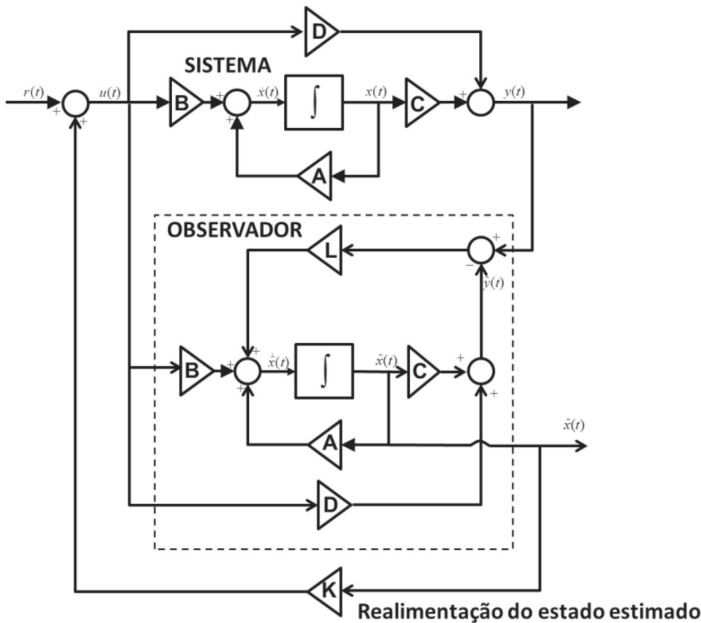 D
SISTEMA
r(t)
u(t)
B
ẋ(t)
∫
x(t)
C
y(t)
+
+
+
+
+
A
OBSERVADOR
L
+
−
ŷ(t)
B
+
+
+
x̂̇(t)
∫
x̂(t)
C
+
+
A
x̂(t)
D
K
Realimentação do estado estimado